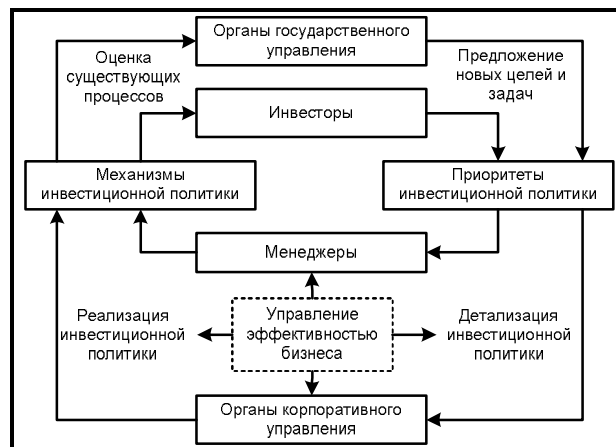 Органы государственного
управления
Оценка
существующих
процессов
Предложение
новых целей и
задач
Инвесторы
Механизмы
инвестиционной политики
Приоритеты
инвестиционной политики
Менеджеры
Реализация
инвестиционной
политики
Управление
эффективностью
бизнеса
Детализация
инвестиционной
политики
Органы корпоративного
управления